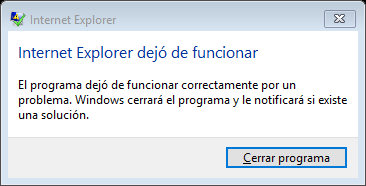 Internet Explorer
Internet Explorer dejó de funcionar
El programa dejó de funcionar correctamente por un
problema. Windows cerrará el programa y le notificará si existe
una solución.
Cerrar programa